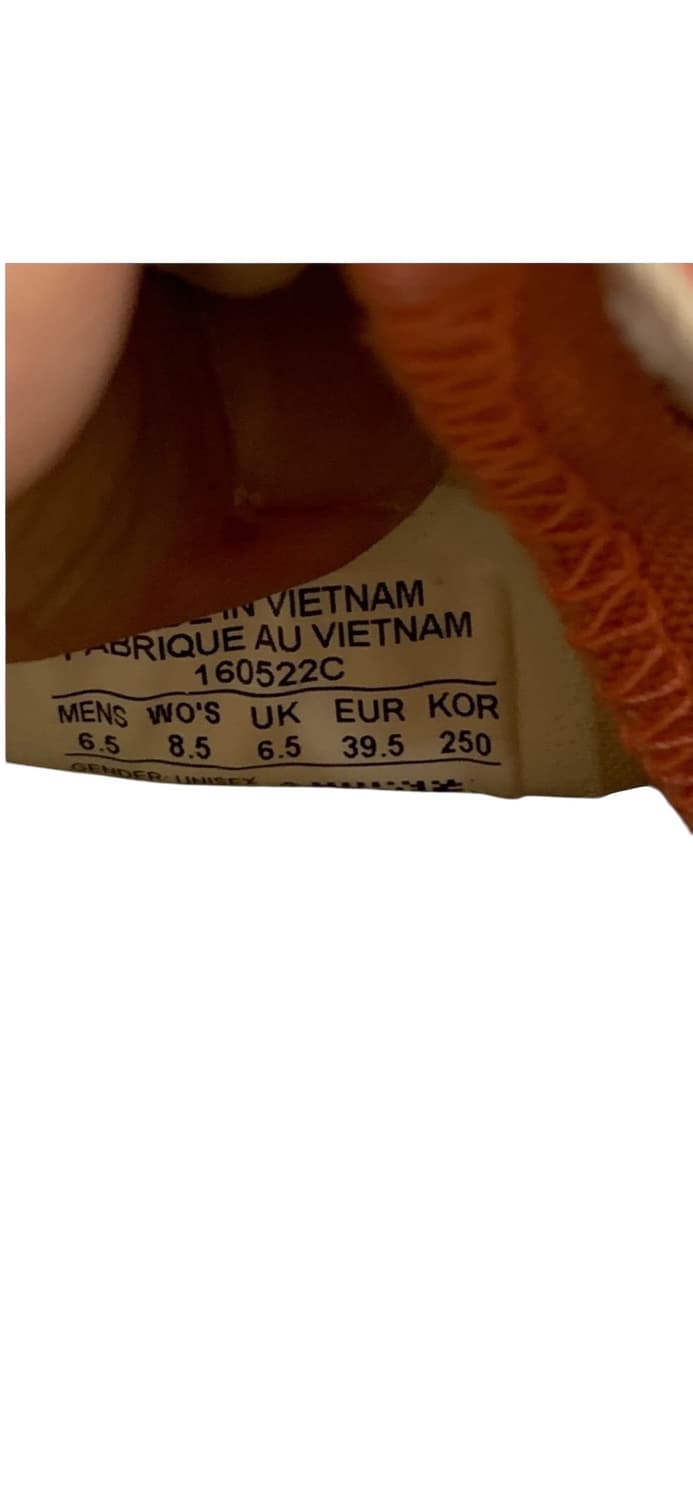 IN VIETNAM
FABRIQUE AU VIETNAM
160522C
MENS WO'S UK EUR KOR
6.5 8.5 6.5 39.5 250
GENDER: UNISEX